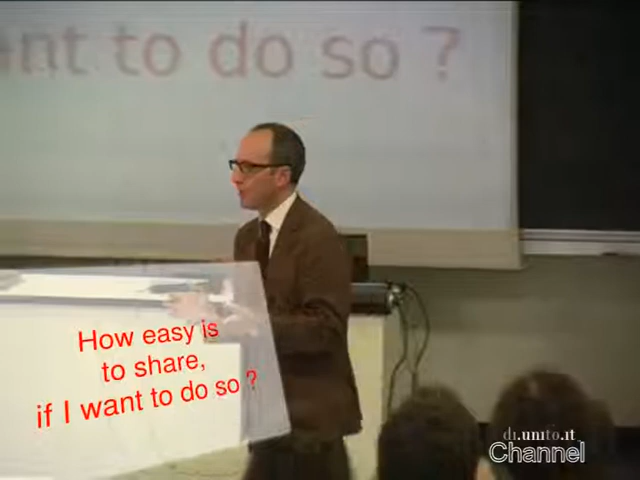 ant to do so ?
How easy is
to share,
if I want to do so ?
di.unito.it
Channel